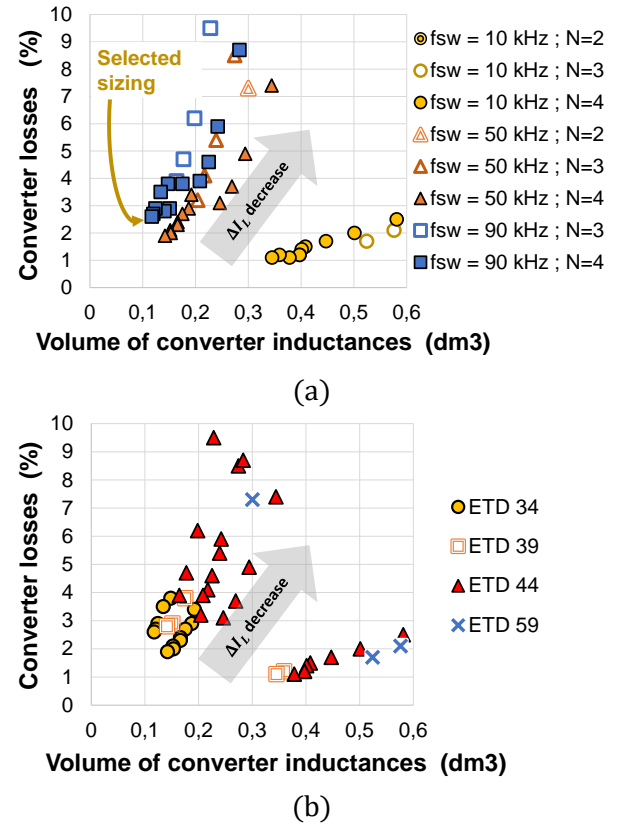 (a)
Converter losses (%)
10
9
8
7
6
5
4
3
2
1
0
Selected
sizing
ΔI_L decrease
0 0,1 0,2 0,3 0,4 0,5 0,6
Volume of converter inductances (dm3)
fsw = 10 kHz ; N=2
fsw = 10 kHz ; N=3
fsw = 10 kHz ; N=4
fsw = 50 kHz ; N=2
fsw = 50 kHz ; N=3
fsw = 50 kHz ; N=4
fsw = 90 kHz ; N=3
fsw = 90 kHz ; N=4
(a)
Converter losses (%)
10
9
8
7
6
5
4
3
2
1
0
ΔI_L decrease
0 0,1 0,2 0,3 0,4 0,5 0,6
Volume of converter inductances (dm3)
ETD 34
ETD 39
ETD 44
ETD 59
(b)